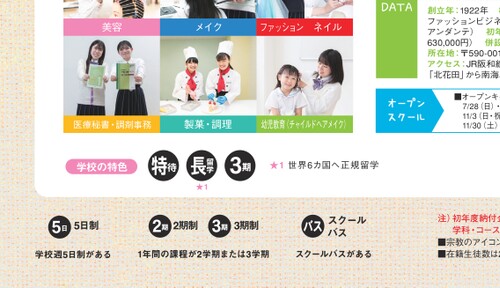 美容
メイク
ファッション ネイル
医療秘書・調剤事務
製菓・調理
幼児教育(チャイルドヘアメイク)
DATA
創立年：1922年
ファッションビジネ
アンダンテ） 初年
630,000円） 併設
所在地：〒590-001
アクセス：JR阪和線
「北花田」から南海
オープン
スクール
■オープンキ
7/28（日）・
11/3（日・祝
11/30（土）
学校の特色
特待
長留学
3期
★1 世界6カ国へ正規留学
★1
5日 5日制
2期 2期制
3期 3期制
バス スクール
バス
学校週5日制がある
1年間の課程が2学期または3学期
スクールバスがある
注）初年度納付金
学科・コース
■宗教のアイコン
■在籍生徒数は